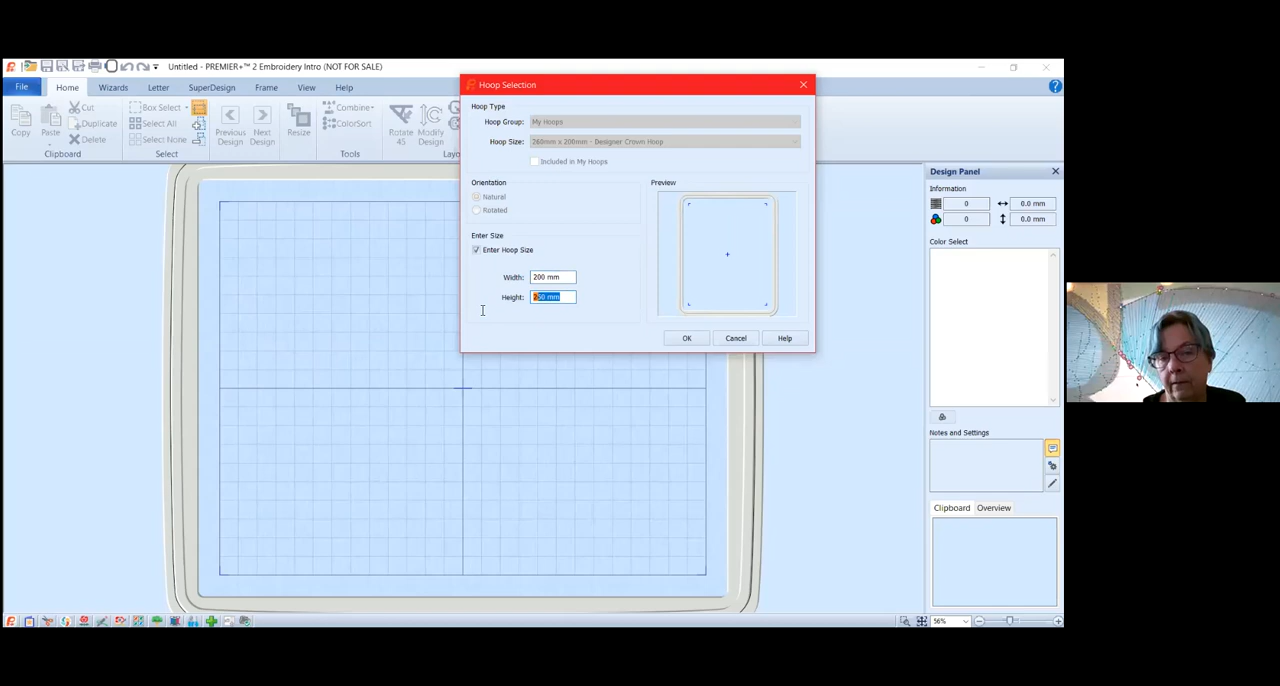 Untitled - PREMIER+™ 2 Embroidery Intro (NOT FOR SALE)
File Home Wizards Letter SuperDesign Frame View Help
Copy
Paste
Cut
Duplicate
Delete
Clipboard
Box Select
Select All
Select None
Select
Previous Design
Next Design
Resize
Combine
ColorSort
Tools
Rotate 45
Modify Design
Hoop Selection
Hoop Type
Hoop Group: My Hoops
Hoop Size: 260mm x 200mm - Designer Crown Hoop
Included in My Hoops
Orientation
Natural
Rotated
Preview
Enter Size
Enter Hoop Size
Width: 200 mm
Height:
OK Cancel Help
Design Panel
Information
0 0.0 mm
0 0.0 mm
Color Select
Notes and Settings
Clipboard Overview
56%